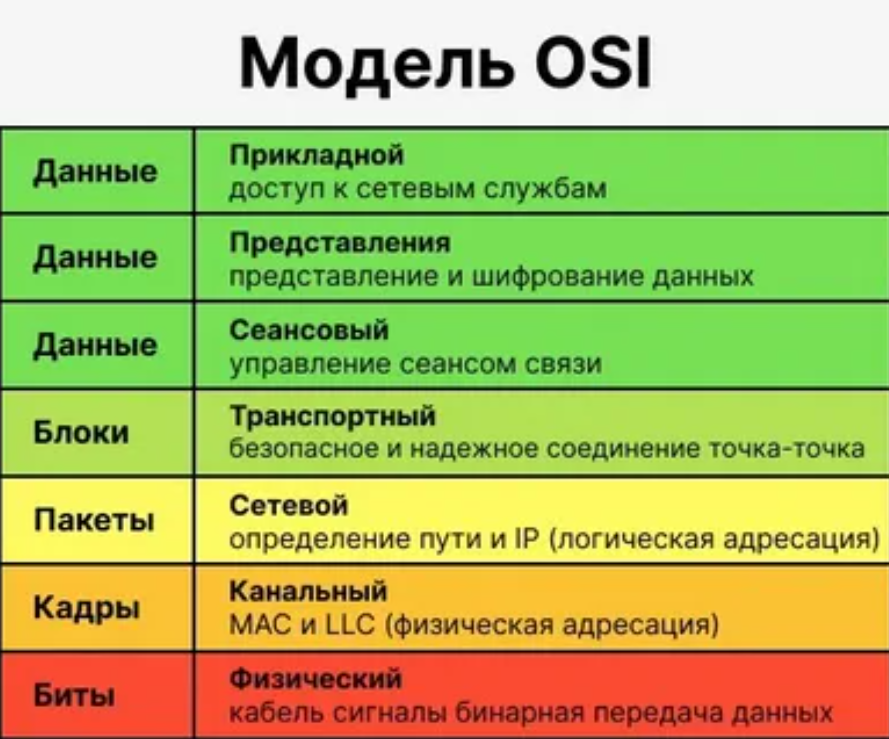 Модель OSI
Данные
Прикладной
доступ к сетевым службам
Данные
Представления
представление и шифрование данных
Данные
Сеансовый
управление сеансом связи
Блоки
Транспортный
безопасное и надежное соединение точка-точка
Пакеты
Сетевой
определение пути и IP (логическая адресация)
Кадры
Канальный
MAC и LLC (физическая адресация)
Биты
Физический
кабель сигналы бинарная передача данных